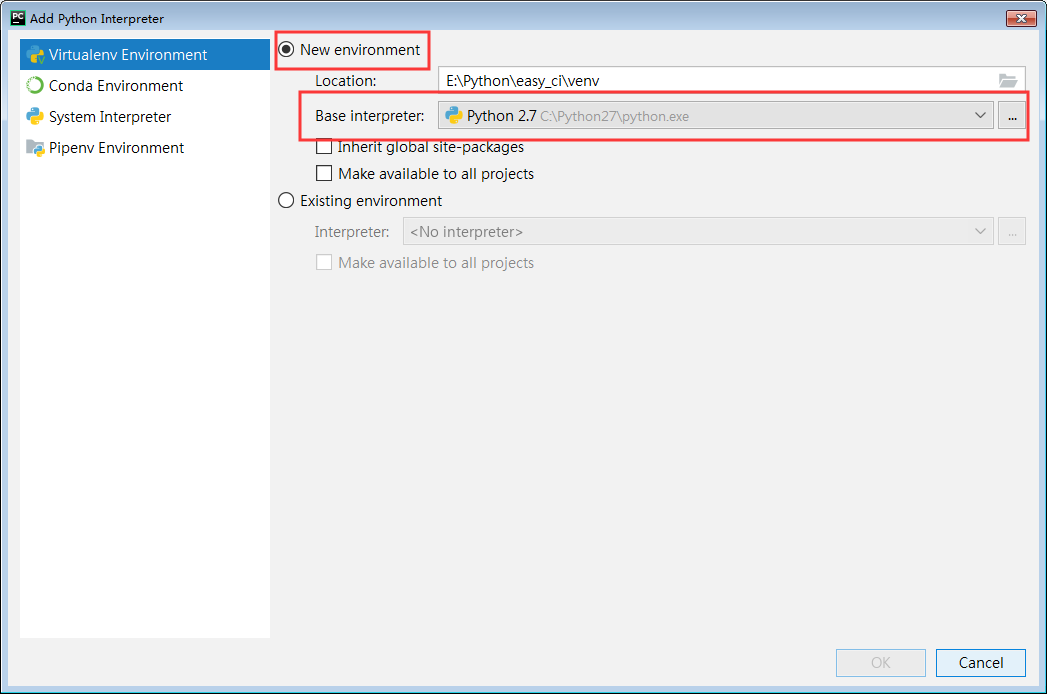 PC Add Python Interpreter
Virtualenv Environment
Conda Environment
System Interpreter
Pipenv Environment
New environment
Location: E:\Python\easy_ci\venv
Base interpreter: Python 2.7 C:\Python27\python.exe ...
Inherit global site-packages
Make available to all projects
Existing environment
Interpreter: <No interpreter> ...
Make available to all projects
OK Cancel